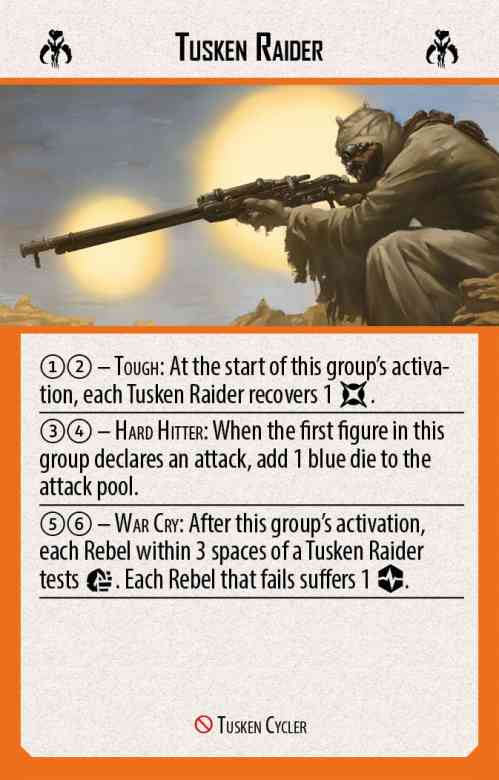 Tusken Raider
①② – Tough: At the start of this group's activa-
tion, each Tusken Raider recovers 1 .
③④ – Hard Hitter: When the first figure in this
group declares an attack, add 1 blue die to the
attack pool.
⑤⑥ – War Cry: After this group's activation,
each Rebel within 3 spaces of a Tusken Raider
tests . Each Rebel that fails suffers 1 .
Tusken Cycler